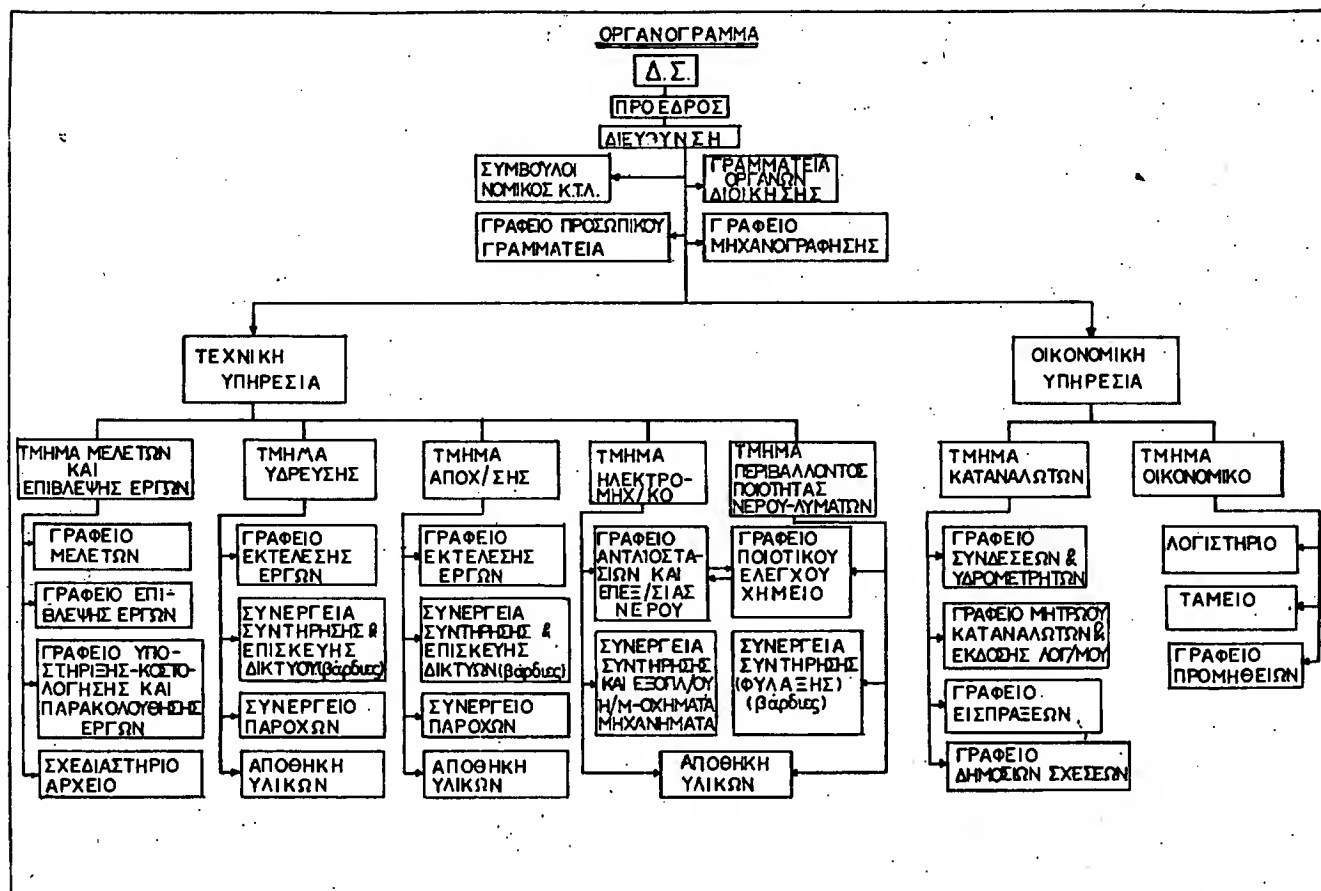 ΟΡΓΑΝΟΓΡΑΜΜΑ
Δ.Σ.
ΠΡΟΕΔΡΟΣ
ΔΙΕΥΘΥΝΣΗ
ΣΥΜΒΟΥΛΟΙ
ΝΟΜΙΚΟΣ Κ.Τ.Λ.
ΓΡΑΜΜΑΤΕΙΑ
ΟΡΓΑΝΩΝ
ΔΙΟΙΚΗΣΗΣ
ΓΡΑΦΕΙΟ ΠΡΟΣΩΠΙΚΟΥ
ΓΡΑΜΜΑΤΕΙΑ
ΓΡΑΦΕΙΟ
ΜΗΧΑΝΟΓΡΑΦΗΣΗΣ
ΤΕΧΝΙΚΗ
ΥΠΗΡΕΣΙΑ
ΟΙΚΟΝΟΜΙΚΗ
ΥΠΗΡΕΣΙΑ
ΤΜΗΜΑ ΜΕΛΕΤΩΝ
ΚΑΙ
ΕΠΙΒΛΕΨΗΣ ΕΡΓΩΝ
ΤΜΗΜΑ
ΥΔΡΕΥΣΗΣ
ΤΜΗΜΑ
ΑΠΟΧ/ΣΗΣ
ΤΜΗΜΑ
ΗΛΕΚΤΡΟ-
ΜΗΧ/ΚΟ
ΤΜΗΜΑ
ΠΕΡΙΒΑΛΛΟΝΤΟΣ
ΠΟΙΟΤΗΤΑΣ
ΝΕΡΟΥ-ΛΥΜΑΤΩΝ
ΤΜΗΜΑ
ΚΑΤΑΝΑΛΩΤΩΝ
ΤΜΗΜΑ
ΟΙΚΟΝΟΜΙΚΟ
ΓΡΑΦΕΙΟ
ΜΕΛΕΤΩΝ
ΓΡΑΦΕΙΟ ΕΠΙ-
ΒΛΕΨΗΣ ΕΡΓΩΝ
ΓΡΑΦΕΙΟ ΥΠΟ-
ΣΤΗΡΙΞΗΣ-ΚΟΣΤΟ-
ΛΟΓΗΣΗΣ ΚΑΙ
ΠΑΡΑΚΟΛΟΥΘΗΣΗΣ
ΕΡΓΩΝ
ΣΧΕΔΙΑΣΤΗΡΙΟ
ΑΡΧΕΙΟ
ΓΡΑΦΕΙΟ
ΕΚΤΕΛΕΣΗΣ
ΕΡΓΩΝ
ΣΥΝΕΡΓΕΙΑ
ΣΥΝΤΗΡΗΣΗΣ &
ΕΠΙΣΚΕΥΗΣ
ΔΙΚΤΥΟΥ(βάρδιες)
ΣΥΝΕΡΓΕΙΟ
ΠΑΡΟΧΩΝ
ΑΠΟΘΗΚΗ
ΥΛΙΚΩΝ
ΓΡΑΦΕΙΟ
ΕΚΤΕΛΕΣΗΣ
ΕΡΓΩΝ
ΣΥΝΕΡΓΕΙΑ
ΣΥΝΤΗΡΗΣΗΣ &
ΕΠΙΣΚΕΥΗΣ
ΔΙΚΤΥΩΝ(βάρδιες)
ΣΥΝΕΡΓΕΙΟ
ΠΑΡΟΧΩΝ
ΑΠΟΘΗΚΗ
ΥΛΙΚΩΝ
ΓΡΑΦΕΙΟ
ΑΝΤΛΙΟΣΤΑ-
ΣΙΩΝ ΚΑΙ
ΕΠΕΞ/ΣΙΑΣ
ΝΕΡΟΥ
ΣΥΝΕΡΓΕΙΑ
ΣΥΝΤΗΡΗΣΗΣ
ΚΑΙ ΕΞΟΠΛ/ΟΥ
Η/Μ-ΟΧΗΜΑΤΑ
ΜΗΧΑΝΗΜΑΤΑ
ΓΡΑΦΕΙΟ
ΠΟΙΟΤΙΚΟΥ
ΕΛΕΓΧΟΥ
ΧΗΜΕΙΟ
ΣΥΝΕΡΓΕΙΑ
ΣΥΝΤΗΡΗΣΗΣ
(ΦΥΛΑΞΗΣ)
(βάρδιες)
ΑΠΟΘΗΚΗ
ΥΛΙΚΩΝ
ΓΡΑΦΕΙΟ
ΣΥΝΔΕΣΕΩΝ &
ΥΔΡΟΜΕΤΡΗΤΩΝ
ΓΡΑΦΕΙΟ ΜΗΤΡΩΟΥ
ΚΑΤΑΝΑΛΩΤΩΝ &
ΕΚΔΟΣΗΣ ΛΟΓ/ΜΟΥ
ΓΡΑΦΕΙΟ
ΕΙΣΠΡΑΞΕΩΝ
ΓΡΑΦΕΙΟ
ΔΗΜΟΣΙΩΝ ΣΧΕΣΕΩΝ
ΛΟΓΙΣΤΗΡΙΟ
ΤΑΜΕΙΟ
ΓΡΑΦΕΙΟ
ΠΡΟΜΗΘΕΙΩΝ